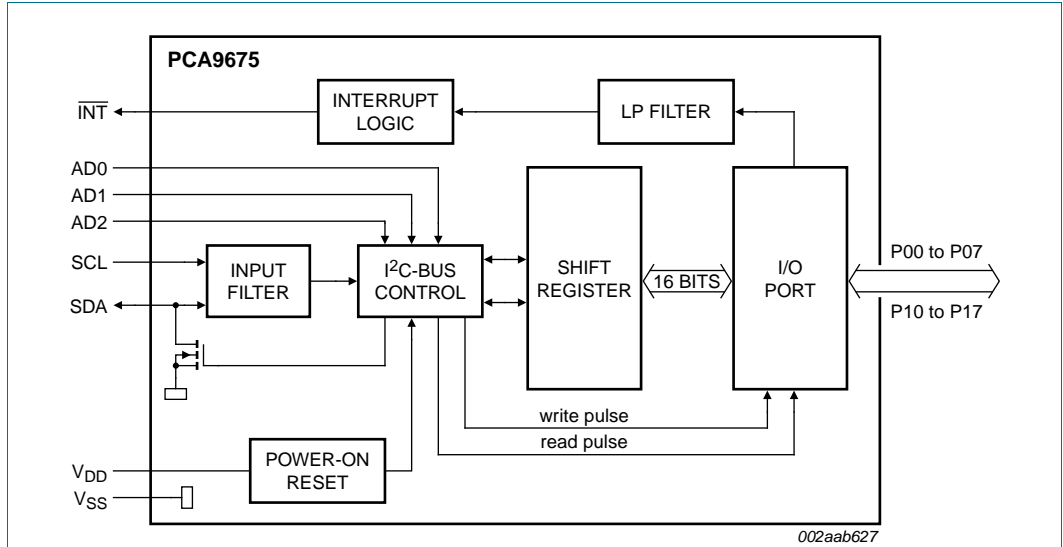 PCA9675
INT
INTERRUPT
LOGIC
LP FILTER
AD0
AD1
AD2
SCL
SDA
INPUT
FILTER
I²C-BUS
CONTROL
SHIFT
REGISTER
16 BITS
I/O
PORT
P00 to P07
P10 to P17
write pulse
read pulse
VDD
VSS
POWER-ON
RESET
002aab627